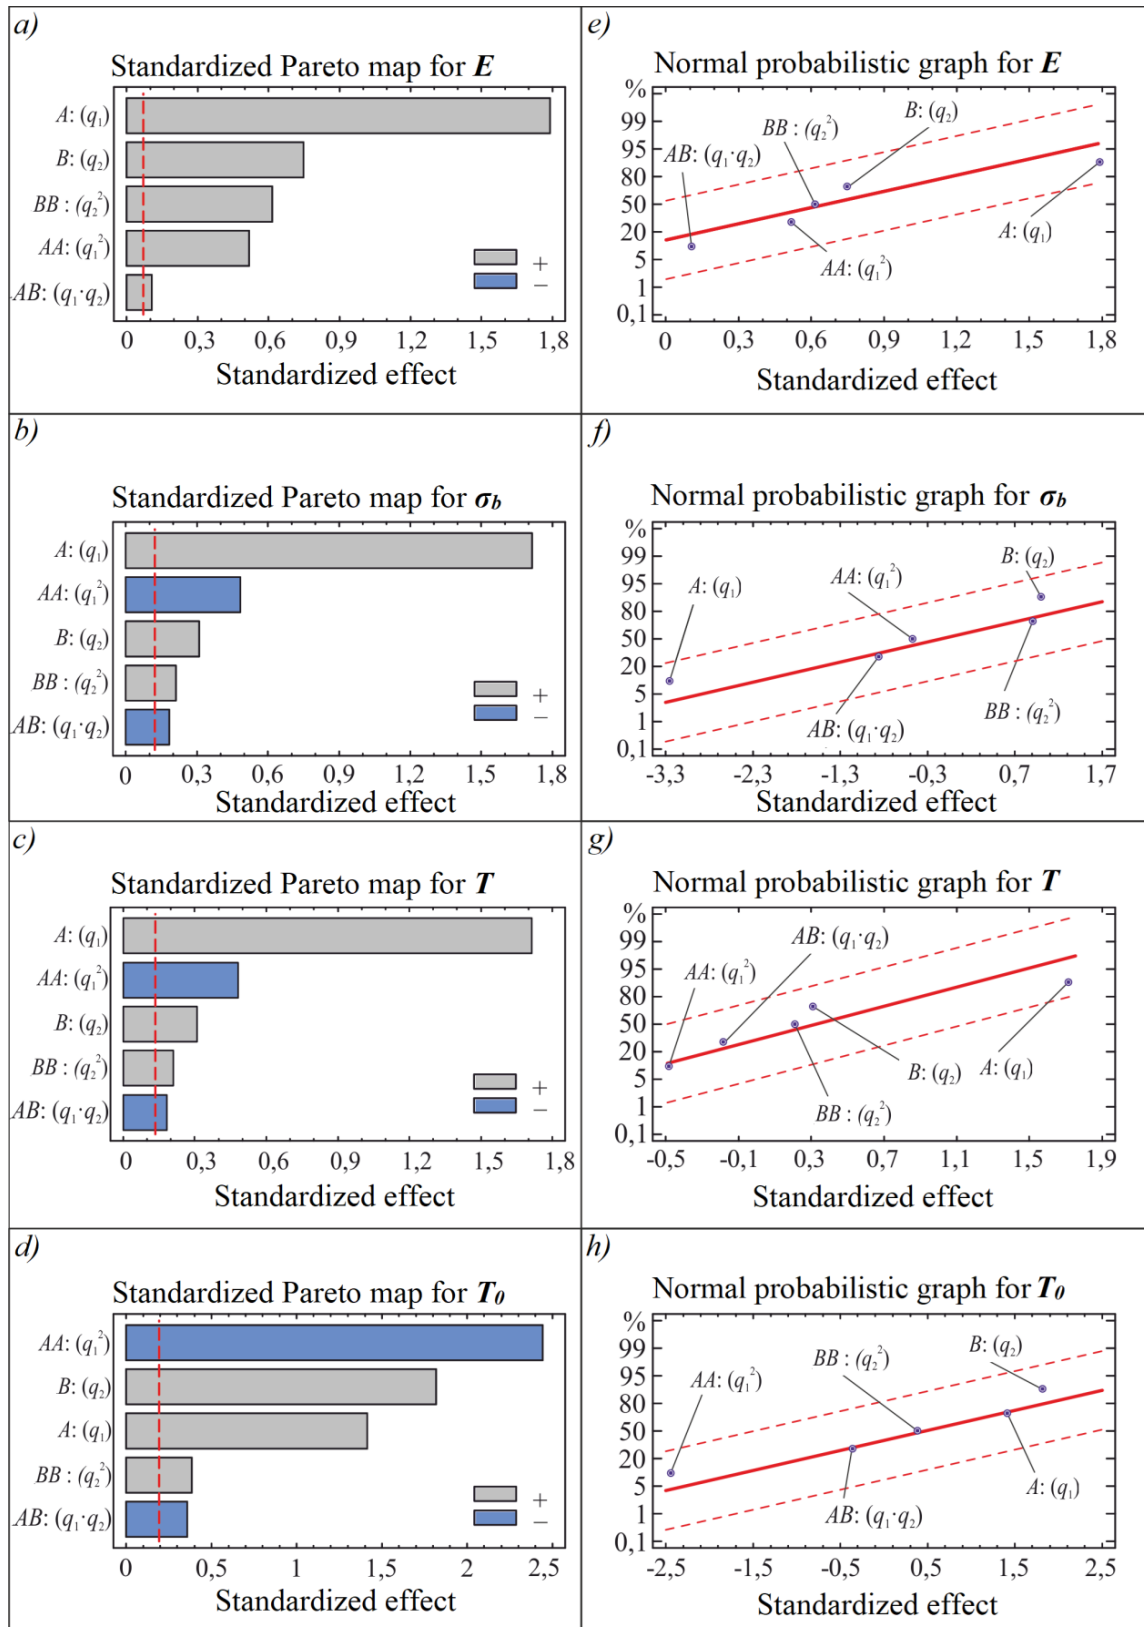 a)
Standardized Pareto map for E
A: (q₁)
B: (q₂)
BB : (q₂²)
AA: (q₁²)
AB: (q₁·q₂)
+
−
0 0,3 0,6 0,9 1,2 1,5 1,8
Standardized effect
e)
Normal probabilistic graph for E
%
99
95
80
50
20
5
1
0,1
B: (q₂)
BB : (q₂²)
AB: (q₁·q₂)
A: (q₁)
AA: (q₁²)
0 0,3 0,6 0,9 1,2 1,5 1,8
Standardized effect
b)
Standardized Pareto map for σb
A: (q₁)
AA: (q₁²)
B: (q₂)
BB : (q₂²)
AB: (q₁·q₂)
+
−
0 0,3 0,6 0,9 1,2 1,5 1,8
Standardized effect
f)
Normal probabilistic graph for σb
%
99
95
80
50
20
5
1
0,1
B: (q₂)
AA: (q₁²)
A: (q₁)
BB : (q₂²)
AB: (q₁·q₂)
-3,3 -2,3 -1,3 -0,3 0,7 1,7
Standardized effect
c)
Standardized Pareto map for T
A: (q₁)
AA: (q₁²)
B: (q₂)
BB : (q₂²)
AB: (q₁·q₂)
+
−
0 0,3 0,6 0,9 1,2 1,5 1,8
Standardized effect
g)
Normal probabilistic graph for T
%
99
95
80
50
20
5
1
0,1
AB: (q₁·q₂)
AA: (q₁²)
B: (q₂)
A: (q₁)
BB : (q₂²)
-0,5 -0,1 0,3 0,7 1,1 1,5 1,9
Standardized effect
d)
Standardized Pareto map for T₀
AA: (q₁²)
B: (q₂)
A: (q₁)
BB : (q₂²)
AB: (q₁·q₂)
+
−
0 1 2 2,5
Standardized effect
h)
Normal probabilistic graph for T₀
%
99
95
80
50
20
5
1
0,1
B: (q₂)
BB : (q₂²)
AA: (q₁²)
A: (q₁)
AB: (q₁·q₂)
-2,5 -1,5 -0,5 0,5 1,5 2,5
Standardized effect